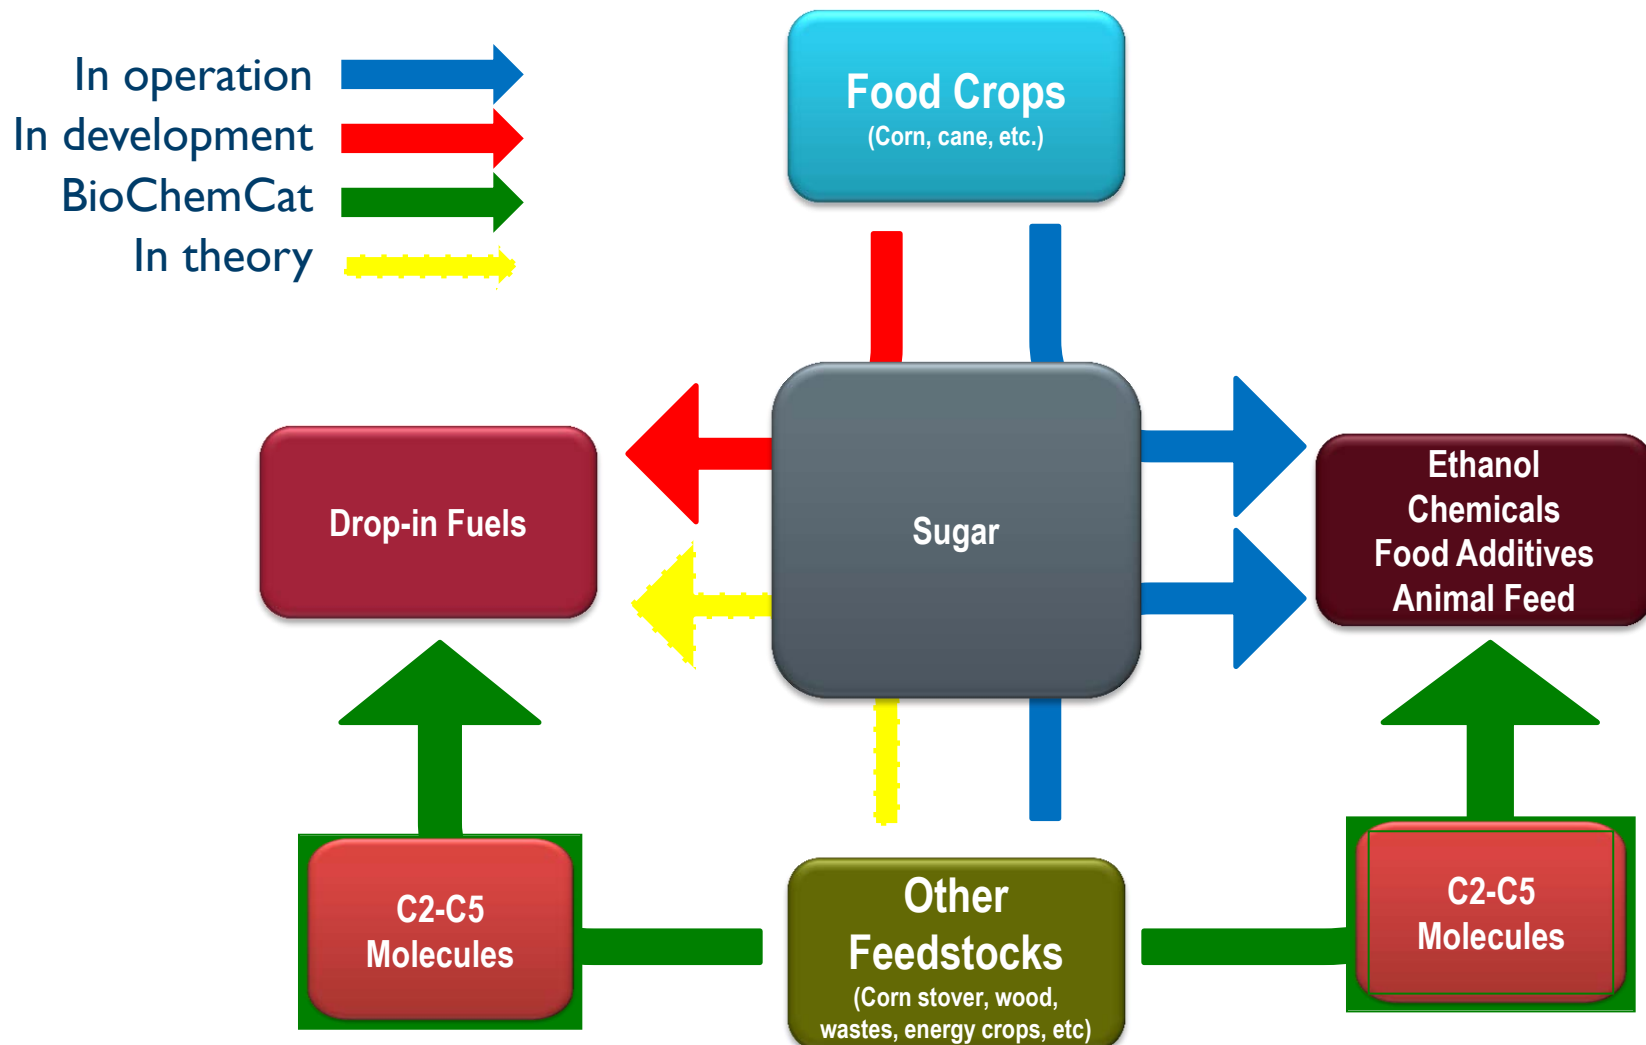 In operation
In development
BioChemCat
In theory
Food Crops
(Corn, cane, etc.)
Drop-in Fuels
Sugar
Ethanol
Chemicals
Food Additives
Animal Feed
C2-C5
Molecules
Other
Feedstocks
(Corn stover, wood,
wastes, energy crops, etc)
C2-C5
Molecules